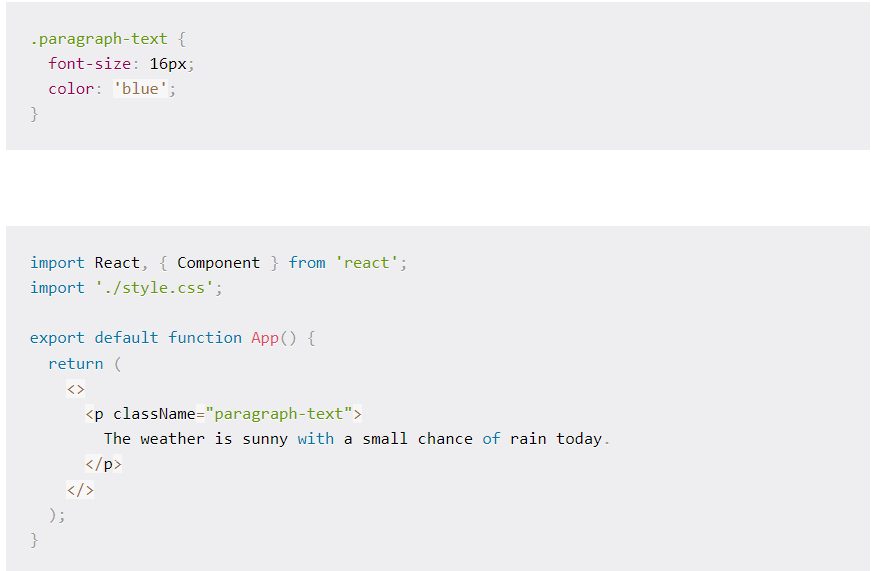 .paragraph-text {
  font-size: 16px;
  color: 'blue';
}
import React, { Component } from 'react';
import './style.css';
export default function App() {
  return (
    <>
      <p className="paragraph-text">
        The weather is sunny with a small chance of rain today.
      </p>
    </>
  );
}